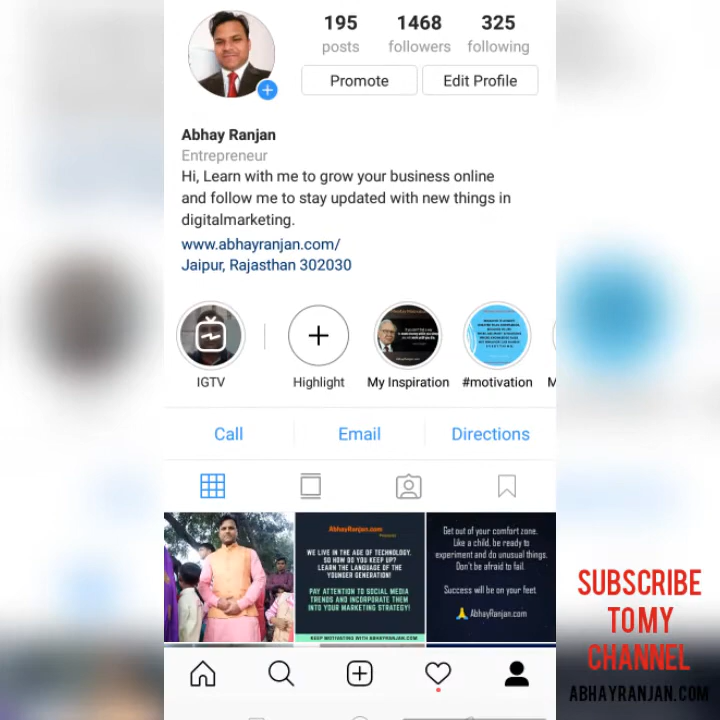 195 1468 325
posts followers following
Promote Edit Profile
Abhay Ranjan
Entrepreneur
Hi, Learn with me to grow your business online
and follow me to stay updated with new things in
digitalmarketing.
www.abhayranjan.com/
Jaipur, Rajasthan 302030
IGTV Highlight My Inspiration #motivation M
Call Email Directions
AbhayRanjan.com
WE LIVE IN THE AGE OF TECHNOLOGY.
SO HOW DO YOU KEEP UP?
LEARN THE LANGUAGE OF THE
YOUNGER GENERATION!
PAY ATTENTION TO SOCIAL MEDIA
TRENDS AND INCORPORATE THEM
INTO YOUR MARKETING STRATEGY!
KEEP MOTIVATING WITH ABHAYRANJAN.COM
Get out of your comfort zone.
Like a child, be ready to
experiment and do unusual things.
Don't be afraid to fail.
Success will be on your feet
AbhayRanjan.com
SUBSCRIBE
TO MY
CHANNEL
ABHAYRANJAN.COM